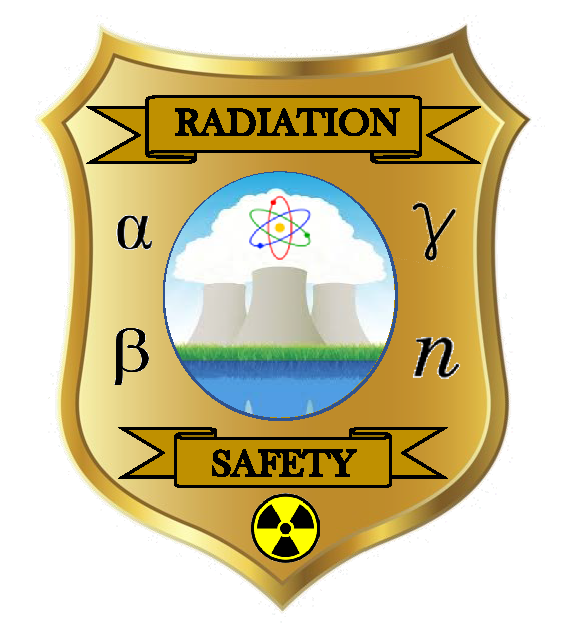 RADIATION
α γ
β n
SAFETY